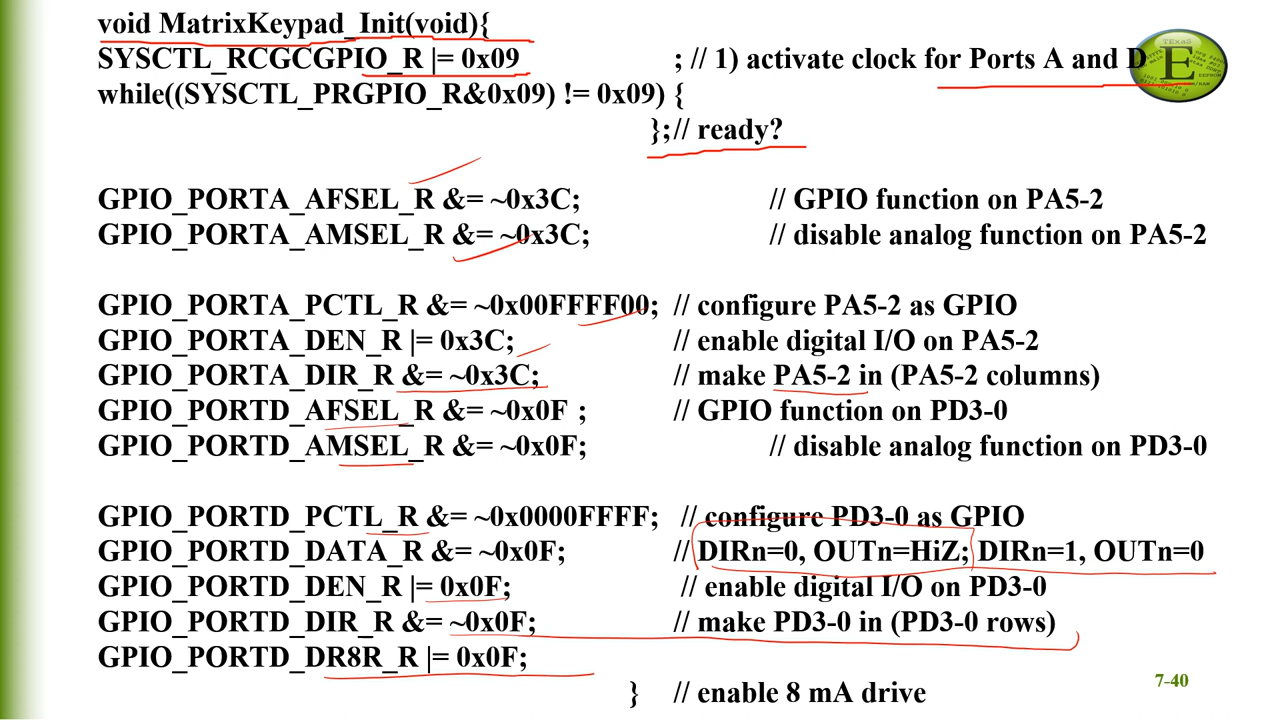 void MatrixKeypad_Init(void){
SYSCTL_RCGCGPIO_R |= 0x09 ; // 1) activate clock for Ports A and D
while((SYSCTL_PRGPIO_R&0x09) != 0x09) {
};// ready?
GPIO_PORTA_AFSEL_R &= ~0x3C; // GPIO function on PA5-2
GPIO_PORTA_AMSEL_R &= ~0x3C; // disable analog function on PA5-2
GPIO_PORTA_PCTL_R &= ~0x00FFFF00; // configure PA5-2 as GPIO
GPIO_PORTA_DEN_R |= 0x3C; // enable digital I/O on PA5-2
GPIO_PORTA_DIR_R &= ~0x3C; // make PA5-2 in (PA5-2 columns)
GPIO_PORTD_AFSEL_R &= ~0x0F ; // GPIO function on PD3-0
GPIO_PORTD_AMSEL_R &= ~0x0F; // disable analog function on PD3-0
GPIO_PORTD_PCTL_R &= ~0x0000FFFF; // configure PD3-0 as GPIO
GPIO_PORTD_DATA_R &= ~0x0F; // DIRn=0, OUTn=HiZ; DIRn=1, OUTn=0
GPIO_PORTD_DEN_R |= 0x0F; // enable digital I/O on PD3-0
GPIO_PORTD_DIR_R &= ~0x0F; // make PD3-0 in (PD3-0 rows)
GPIO_PORTD_DR8R_R |= 0x0F;
} // enable 8 mA drive
7-40
TExaS
E